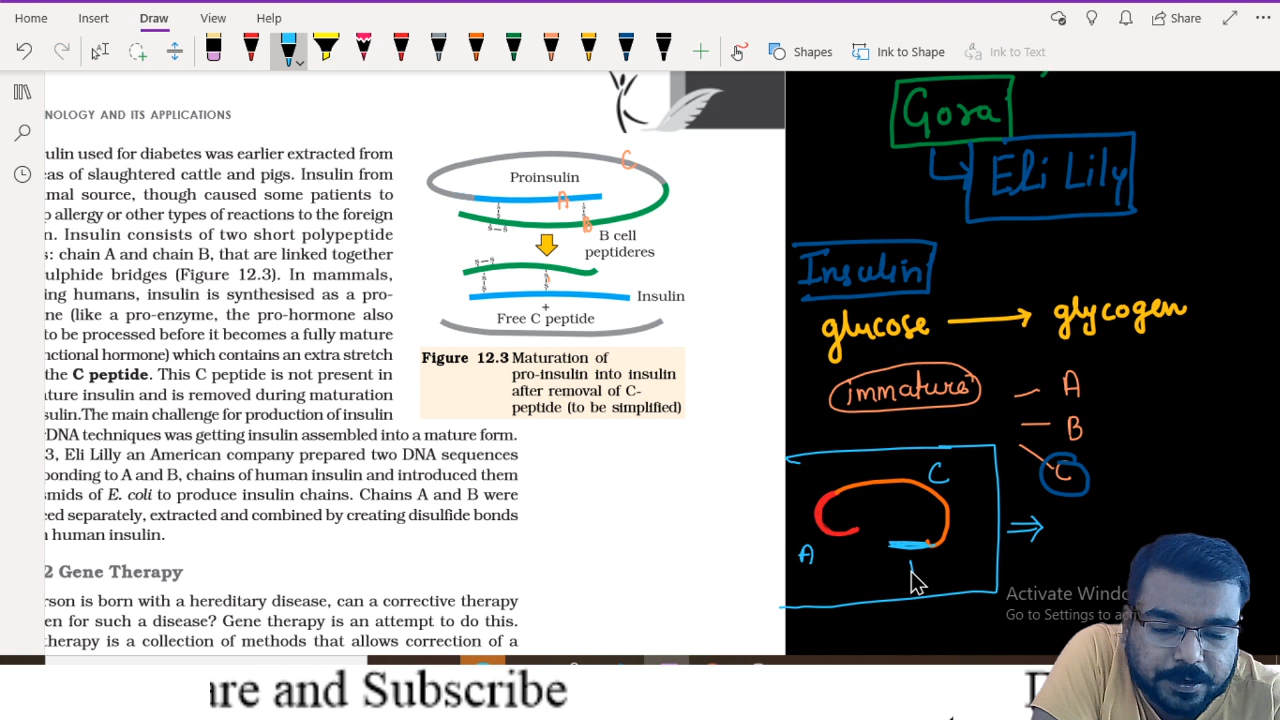 Home Insert Draw View Help Share
Shapes Ink to Shape Ink to Text
NOLOGY AND ITS APPLICATIONS
ulin used for diabetes was earlier extracted from
eas of slaughtered cattle and pigs. Insulin from
mal source, though caused some patients to
p allergy or other types of reactions to the foreign
n. Insulin consists of two short polypeptide
s: chain A and chain B, that are linked together
ulphide bridges (Figure 12.3). In mammals,
ing humans, insulin is synthesised as a pro-
ne (like a pro-enzyme, the pro-hormone also
to be processed before it becomes a fully mature
nctional hormone) which contains an extra stretch
the C peptide. This C peptide is not present in
ature insulin and is removed during maturation
sulin.The main challenge for production of insulin
rDNA techniques was getting insulin assembled into a mature form.
3, Eli Lilly an American company prepared two DNA sequences
ponding to A and B, chains of human insulin and introduced them
smids of E. coli to produce insulin chains. Chains A and B were
ced separately, extracted and combined by creating disulfide bonds
n human insulin.
2 Gene Therapy
rson is born with a hereditary disease, can a corrective therapy
en for such a disease? Gene therapy is an attempt to do this.
therapy is a collection of methods that allows correction of a
C
Proinsulin
A
B
s-s
B cell
peptideres
s-s
Insulin
+
Free C peptide
Figure 12.3 Maturation of
pro-insulin into insulin
after removal of C-
peptide (to be simplified)
Eli Lily
Insulin
glucose → glycogen
immature
A
B
C
C
A
Activate Windo
Go to Settings to acti
are and Subscribe